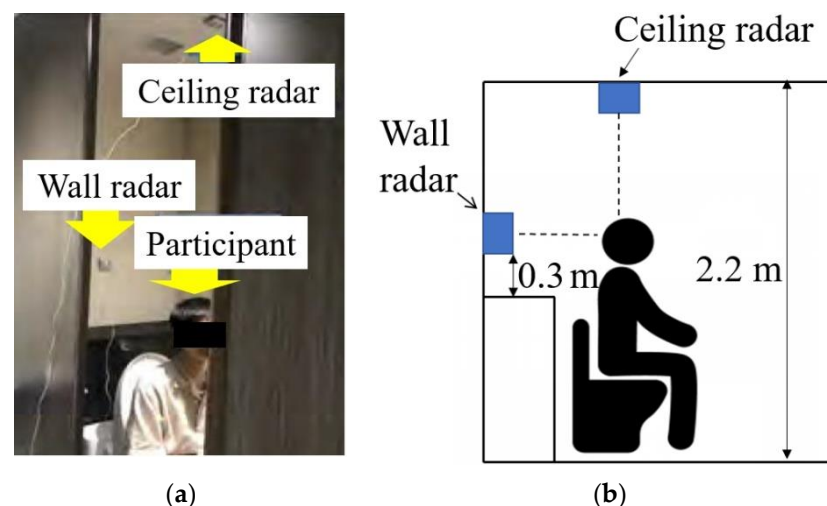 Ceiling radar
Wall radar
Participant
(a)
Ceiling radar
Wall
radar
0.3 m
2.2 m
(b)